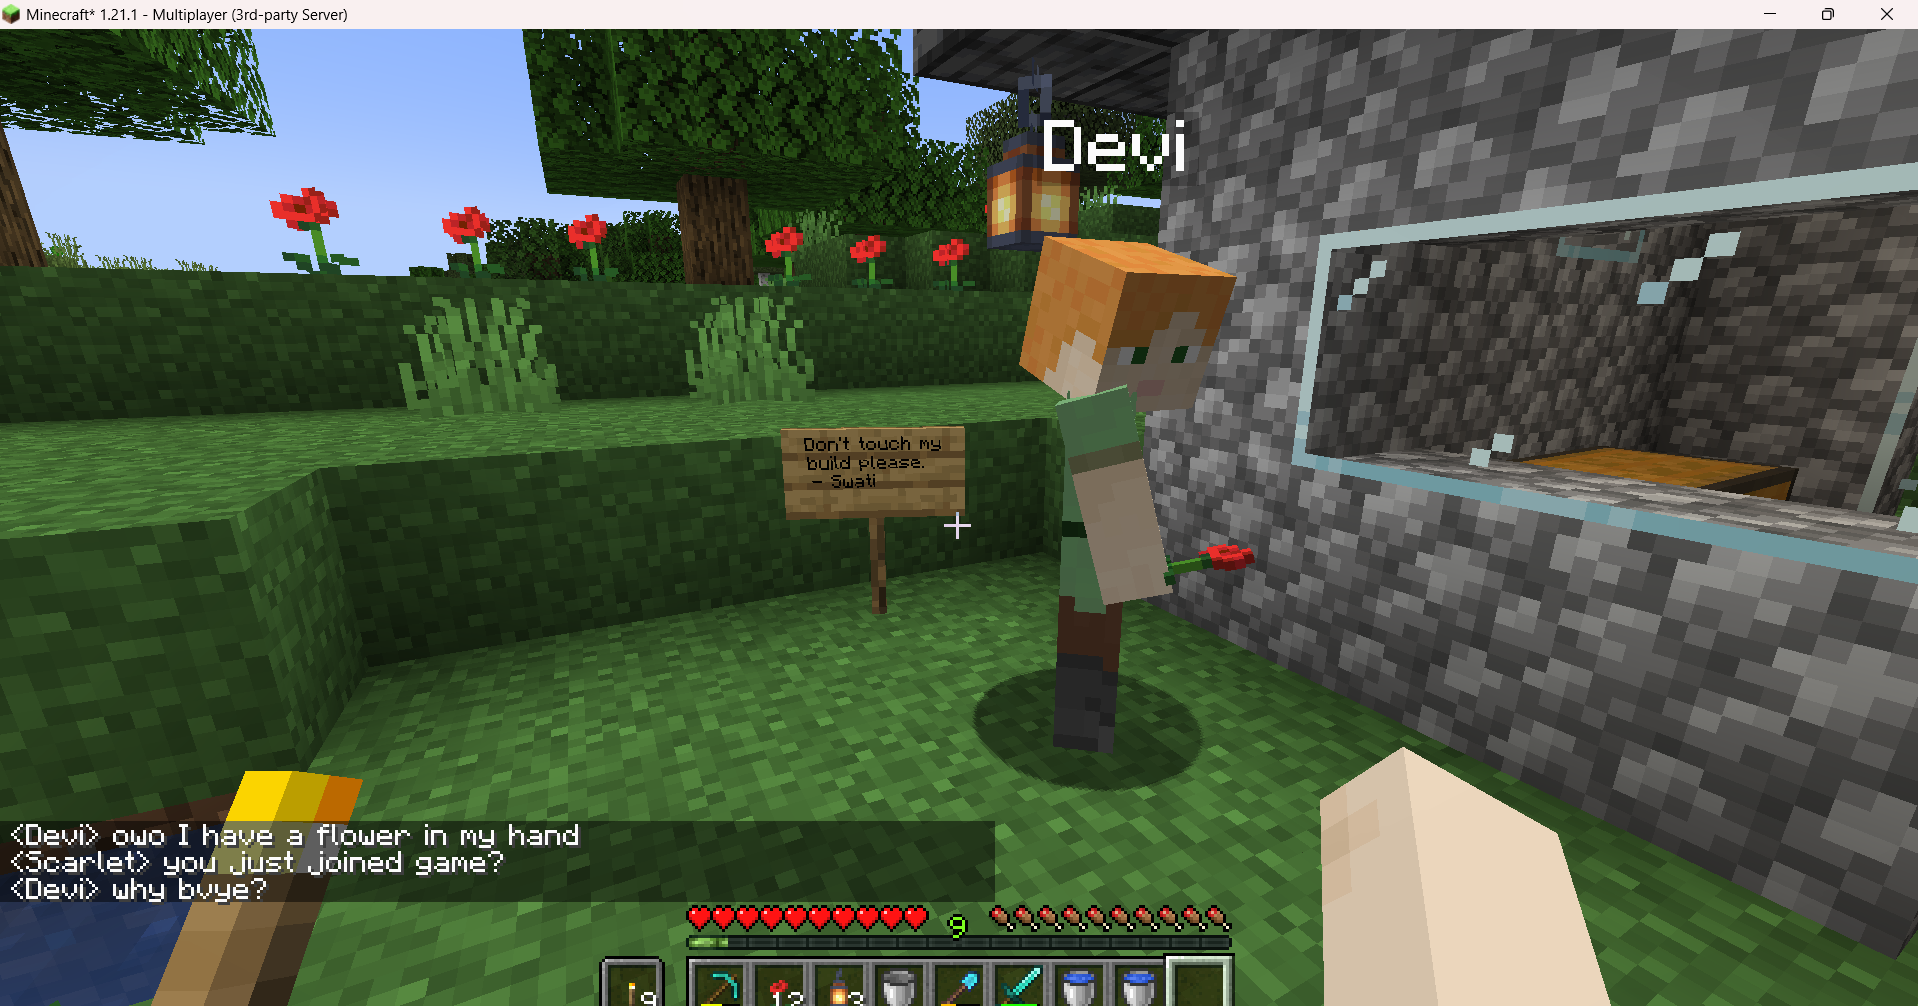 Minecraft* 1.21.1 - Multiplayer (3rd-party Server)
Devi
Don't touch my
build please.
- Swati
<Devi> owo I have a flower in my hand
<Scarlet> you just joined game?
<Devi> why bvye?
9
9
12
3